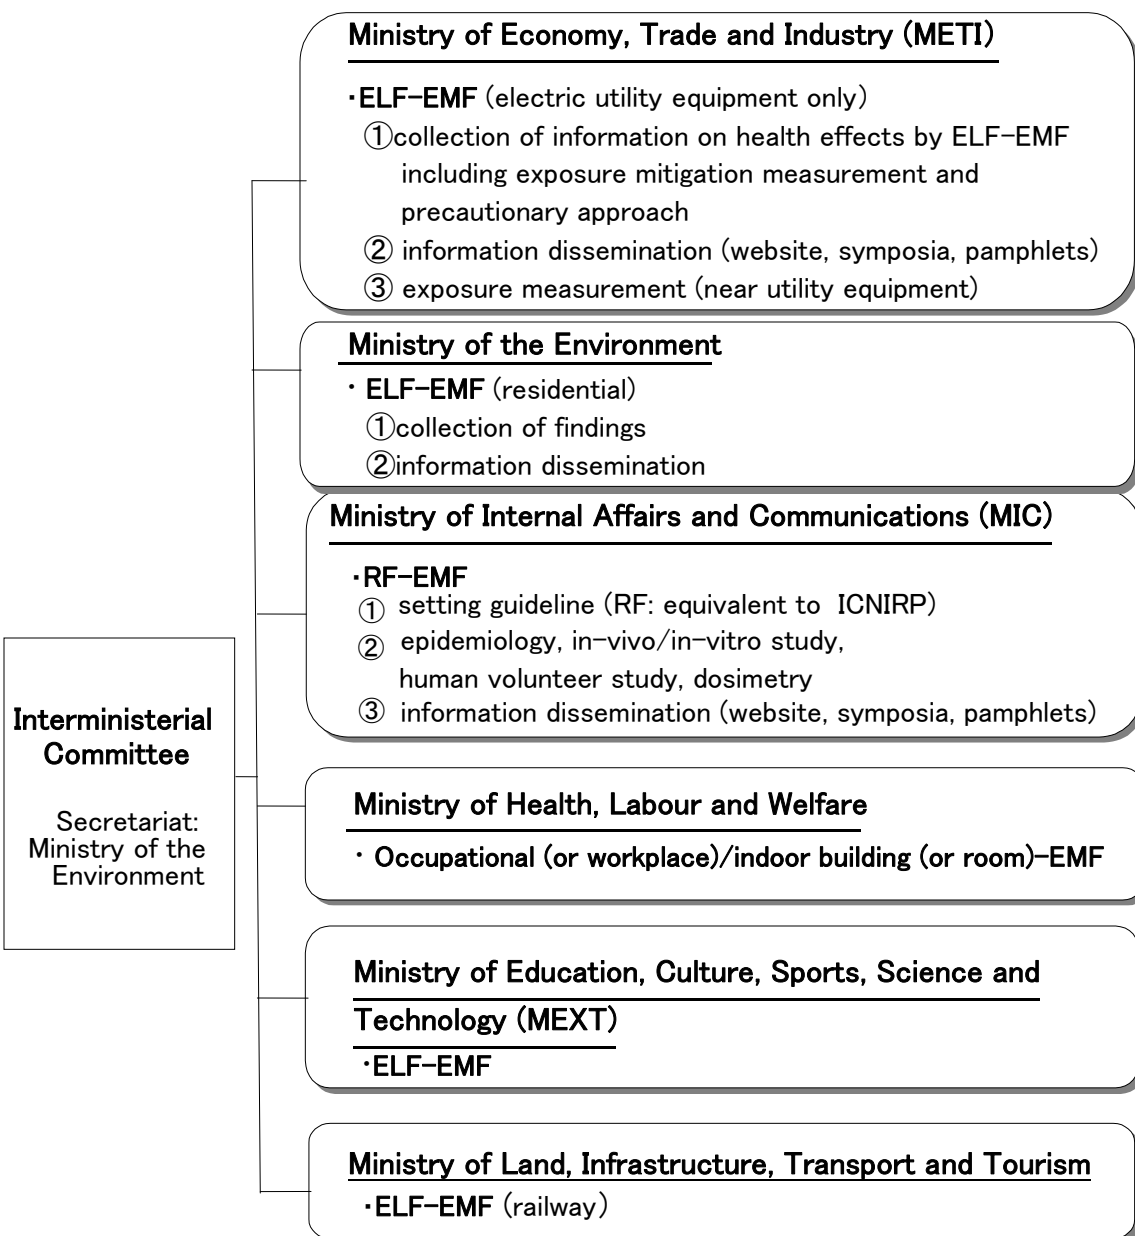 Ministry of Economy, Trade and Industry (METI)
・ELF-EMF (electric utility equipment only)
①collection of information on health effects by ELF-EMF
including exposure mitigation measurement and
precautionary approach
② information dissemination (website, symposia, pamphlets)
③ exposure measurement (near utility equipment)
Ministry of the Environment
・ELF-EMF (residential)
①collection of findings
②information dissemination
Ministry of Internal Affairs and Communications (MIC)
・RF-EMF
① setting guideline (RF: equivalent to ICNIRP)
② epidemiology, in-vivo/in-vitro study,
human volunteer study, dosimetry
③ information dissemination (website, symposia, pamphlets)
Interministerial
Committee
Secretariat:
Ministry of the
Environment
Ministry of Health, Labour and Welfare
・Occupational (or workplace)/indoor building (or room)-EMF
Ministry of Education, Culture, Sports, Science and
Technology (MEXT)
・ELF-EMF
Ministry of Land, Infrastructure, Transport and Tourism
・ELF-EMF (railway)